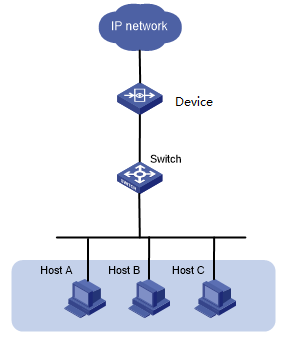 IP network
Device
Switch
SWITCH
Host A Host B Host C